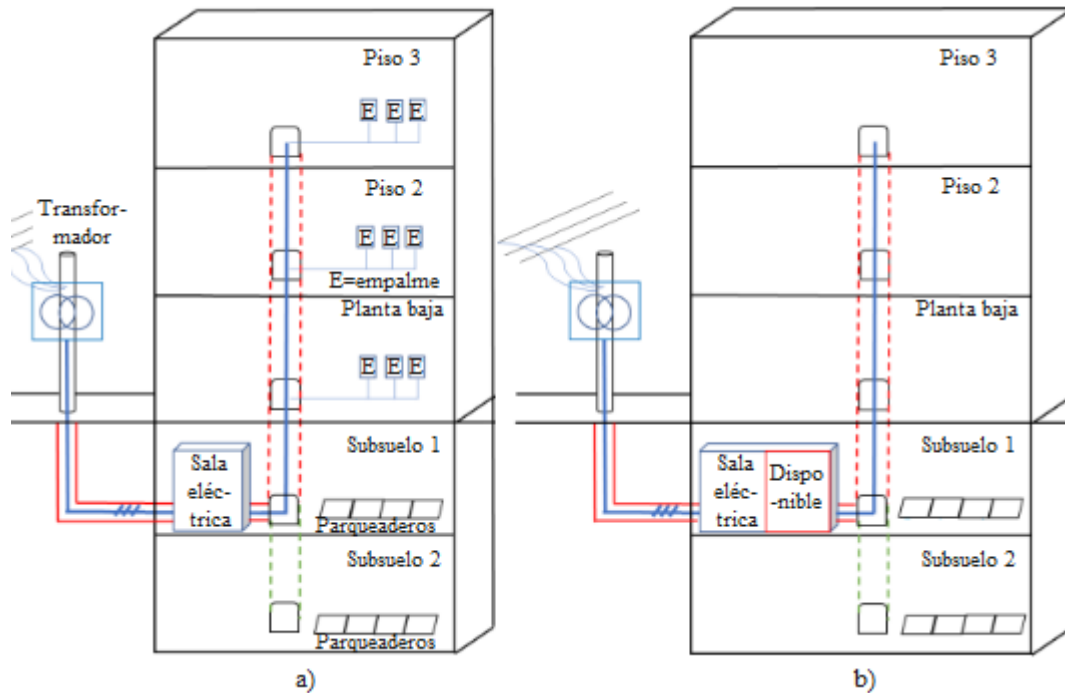 Piso 3
E E E
Piso 2
Transfor-
mador
E E E
E=empalme
Planta baja
E E E
Subsuelo 1
Sala
eléc-
trica
Parqueaderos
Subsuelo 2
Parqueaderos
a)
Piso 3
Piso 2
Planta baja
Subsuelo 1
Sala
eléc-
trica
Dispo
-nible
Subsuelo 2
b)